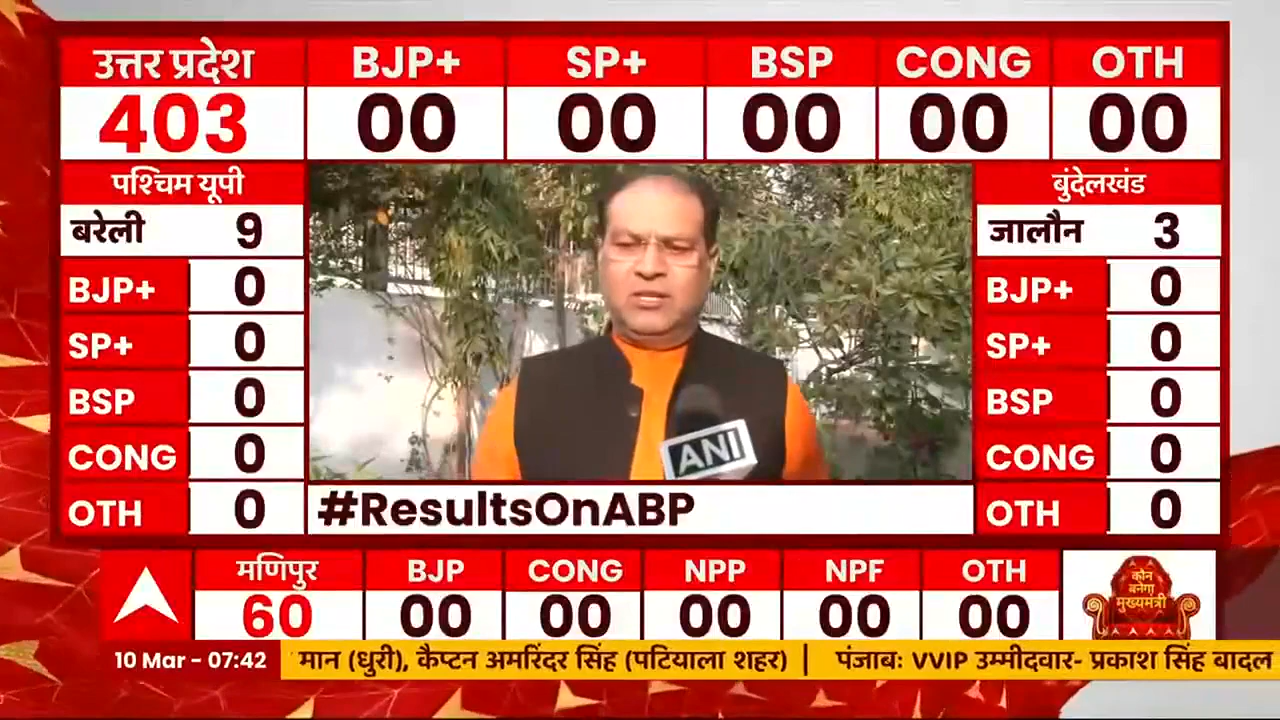 उत्तर प्रदेश BJP+ SP+ BSP CONG OTH
403 00 00 00 00 00
पश्चिम यूपी
बरेली 9
BJP+ 0
SP+ 0
BSP 0
CONG 0
OTH 0
ANI
#ResultsOnABP
बुंदेलखंड
जालौन 3
BJP+ 0
SP+ 0
BSP 0
CONG 0
OTH 0
मणिपुर BJP CONG NPP NPF OTH
60 00 00 00 00 00
कौन
बनेगा
मुख्यमंत्री
10 Mar - 07:42 मान (धुरी), कैप्टन अमरिंदर सिंह (पटियाला शहर) | पंजाबः VVIP उम्मीदवार- प्रकाश सिंह बादल